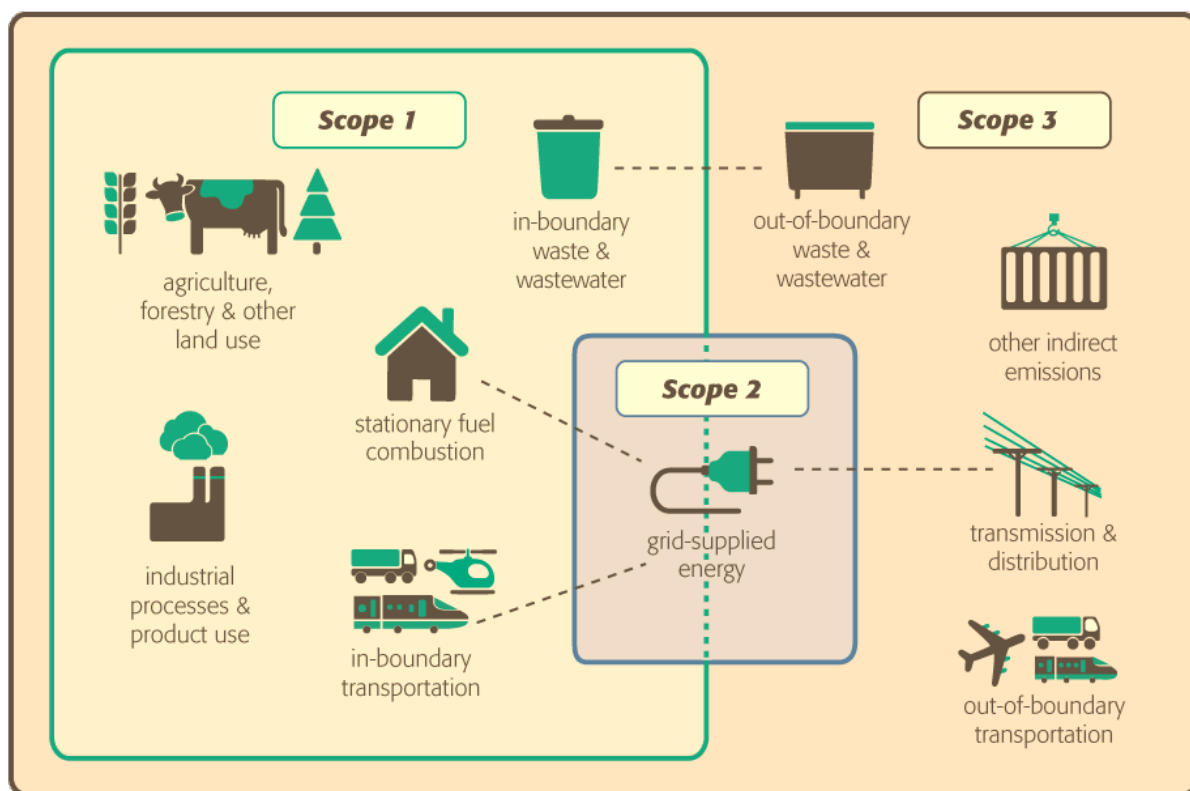 Scope 1
Scope 3
in-boundary
waste &
wastewater
out-of-boundary
waste &
wastewater
agriculture,
forestry & other
land use
other indirect
emissions
Scope 2
stationary fuel
combustion
grid-supplied
energy
transmission &
distribution
industrial
processes &
product use
in-boundary
transportation
out-of-boundary
transportation